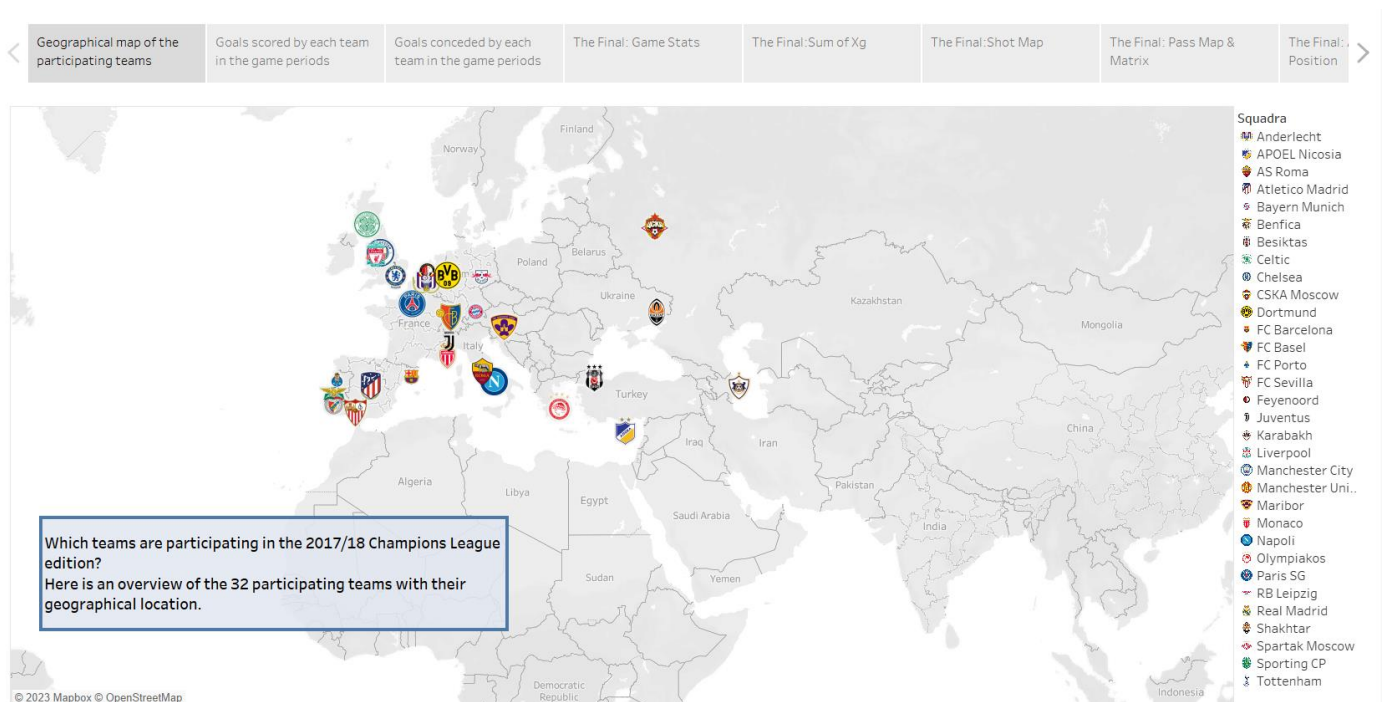 Geographical map of the
participating teams
Goals scored by each team
in the game periods
Goals conceded by each
team in the game periods
The Final: Game Stats
The Final:Sum of Xg
The Final:Shot Map
The Final: Pass Map &
Matrix
The Final:
Position
Finland
Norway
Belarus
Poland
Ukraine
Kazakhstan
France
Mongolia
Italy
Turkey
China
Iraq
Iran
Algeria
Libya
Egypt
Pakistan
Saudi Arabia
India
Sudan
Yemen
Democratic
Republic
Indonesia
Which teams are participating in the 2017/18 Champions League
edition?
Here is an overview of the 32 participating teams with their
geographical location.
© 2023 Mapbox © OpenStreetMap
Squadra
Anderlecht
APOEL Nicosia
AS Roma
Atletico Madrid
Bayern Munich
Benfica
Besiktas
Celtic
Chelsea
CSKA Moscow
Dortmund
FC Barcelona
FC Basel
FC Porto
FC Sevilla
Feyenoord
Juventus
Karabakh
Liverpool
Manchester City
Manchester Uni..
Maribor
Monaco
Napoli
Olympiakos
Paris SG
RB Leipzig
Real Madrid
Shakhtar
Spartak Moscow
Sporting CP
Tottenham